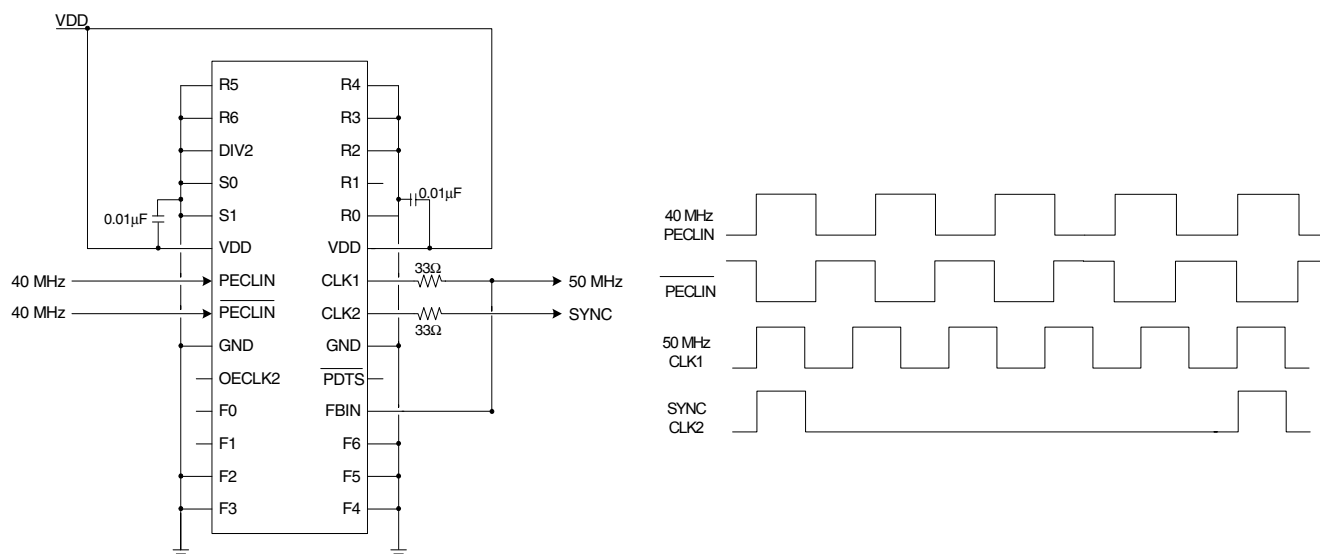 VDD
R5
R6
DIV2
S0
S1
VDD
PECLIN
PECLIN
GND
OECLK2
F0
F1
F2
F3
R4
R3
R2
R1
R0
VDD
CLK1
CLK2
GND
PDTS
FBIN
F6
F5
F4
0.01µF
0.01µF
40 MHz
40 MHz
33Ω
33Ω
50 MHz
SYNC
40 MHz
PECLIN
PECLIN
50 MHz
CLK1
SYNC
CLK2